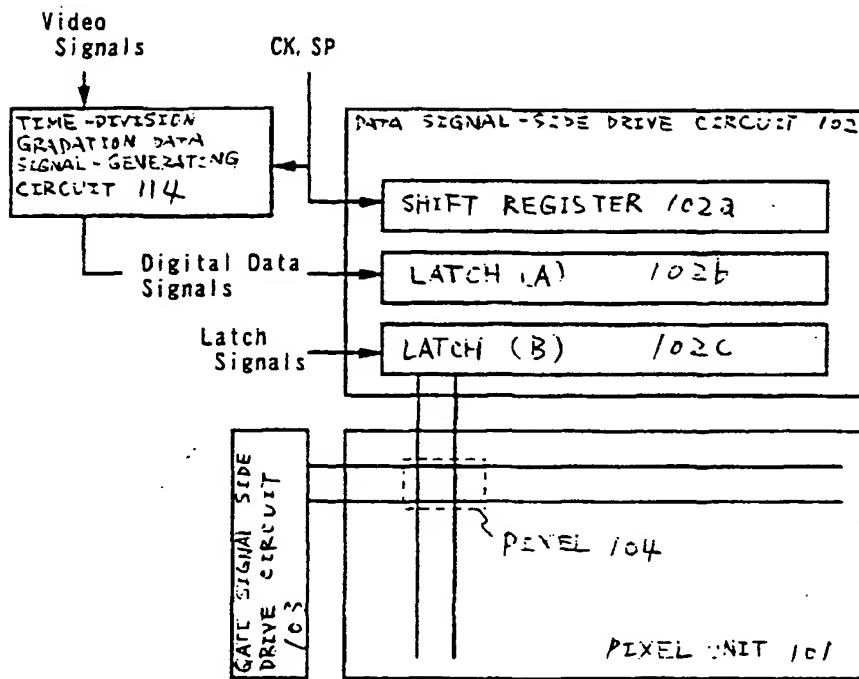 Video
Signals
CK, SP
TIME-DIVISION
GRADATION DATA
SIGNAL-GENERATING
CIRCUIT 114
DATA SIGNAL-SIDE DRIVE CIRCUIT 102
SHIFT REGISTER 102a
Digital Data
Signals
LATCH (A) 102b
Latch
Signals
LATCH (B) 102c
GATE SIGNAL SIDE
DRIVE CIRCUIT
103
PIXEL 104
PIXEL UNIT 101